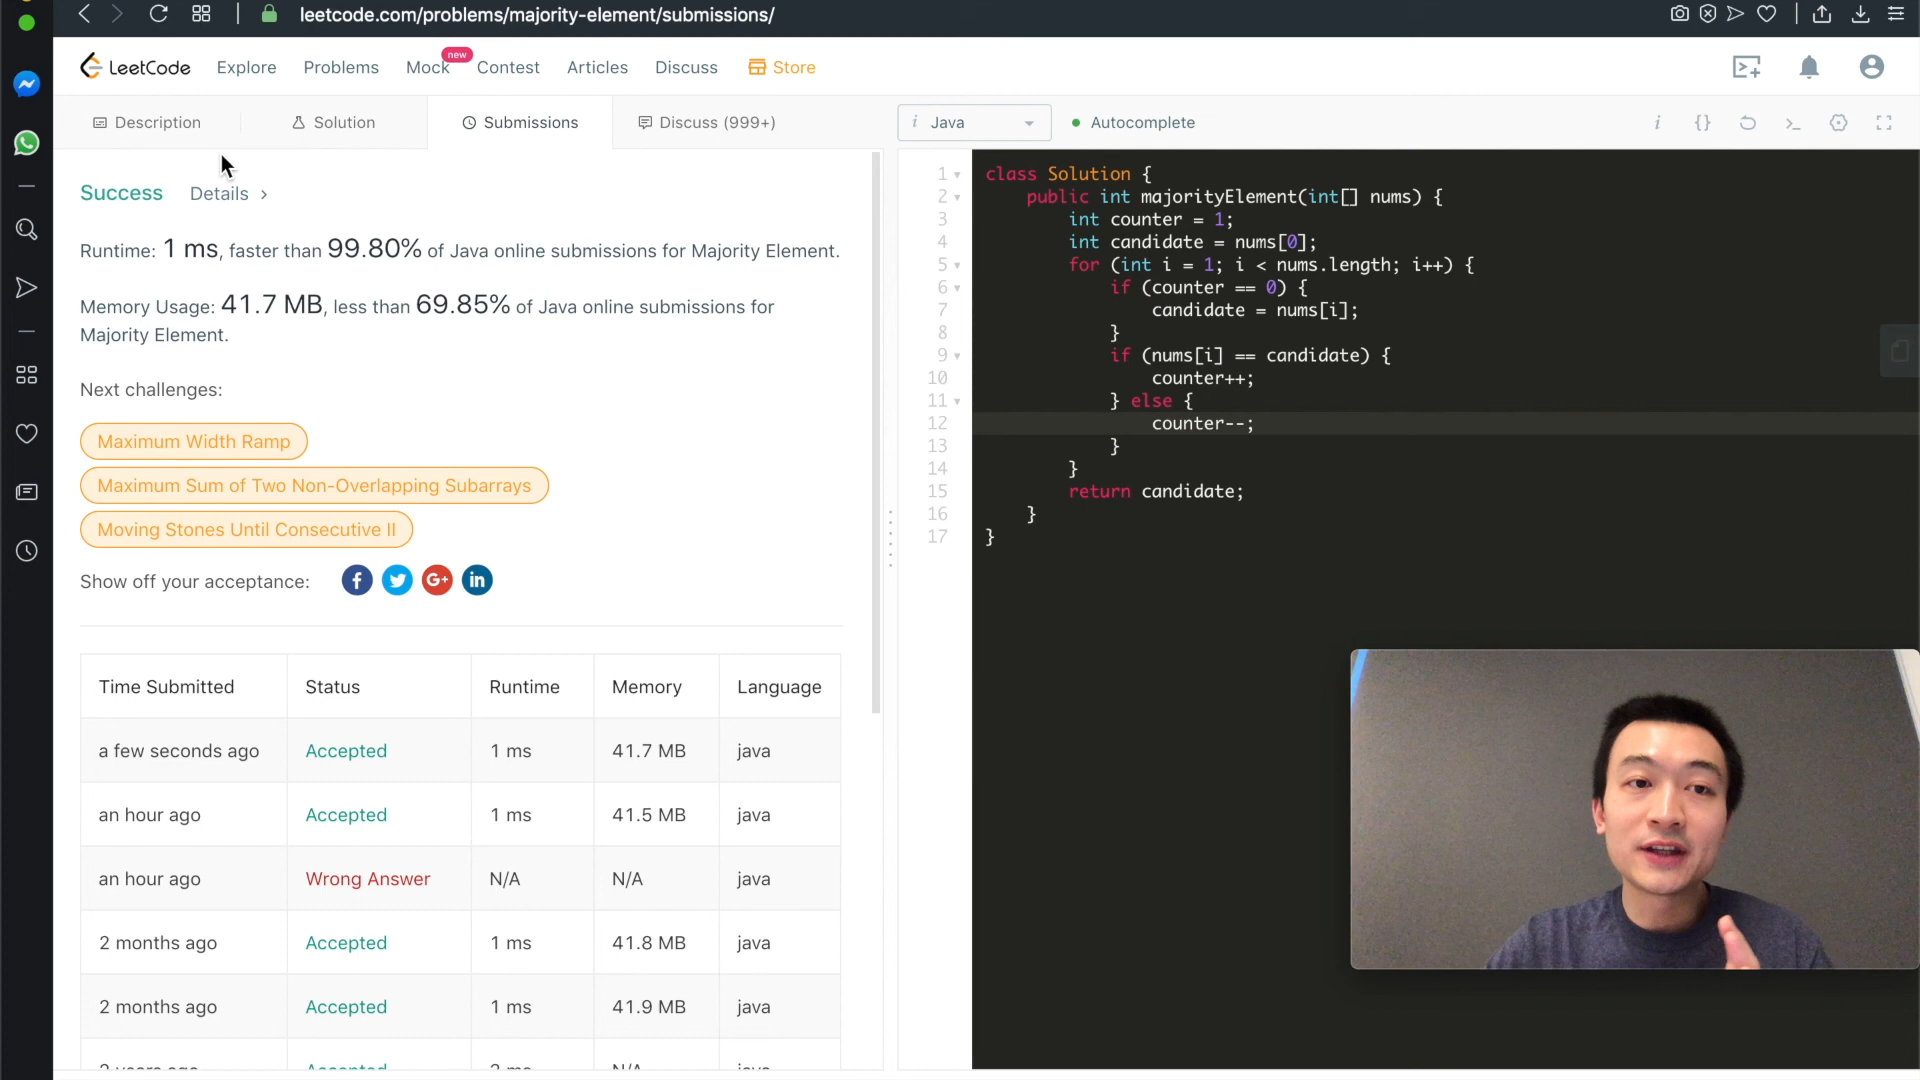 leetcode.com/problems/majority-element/submissions/
LeetCode Explore Problems Mock new Contest Articles Discuss Store
Description Solution Submissions Discuss (999+) i Java Autocomplete
Success Details >
Runtime: 1 ms, faster than 99.80% of Java online submissions for Majority Element.
Memory Usage: 41.7 MB, less than 69.85% of Java online submissions for
Majority Element.
Next challenges:
Maximum Width Ramp
Maximum Sum of Two Non-Overlapping Subarrays
Moving Stones Until Consecutive II
Show off your acceptance: f G+ in
Time Submitted Status Runtime Memory Language
a few seconds ago Accepted 1 ms 41.7 MB java
an hour ago Accepted 1 ms 41.5 MB java
an hour ago Wrong Answer N/A N/A java
2 months ago Accepted 1 ms 41.8 MB java
2 months ago Accepted 1 ms 41.9 MB java
1 class Solution {
2 public int majorityElement(int[] nums) {
3 int counter = 1;
4 int candidate = nums[0];
5 for (int i = 1; i < nums.length; i++) {
6 if (counter == 0) {
7 candidate = nums[i];
8 }
9 if (nums[i] == candidate) {
10 counter++;
11 } else {
12 counter--;
13 }
14 }
15 return candidate;
16 }
17 }